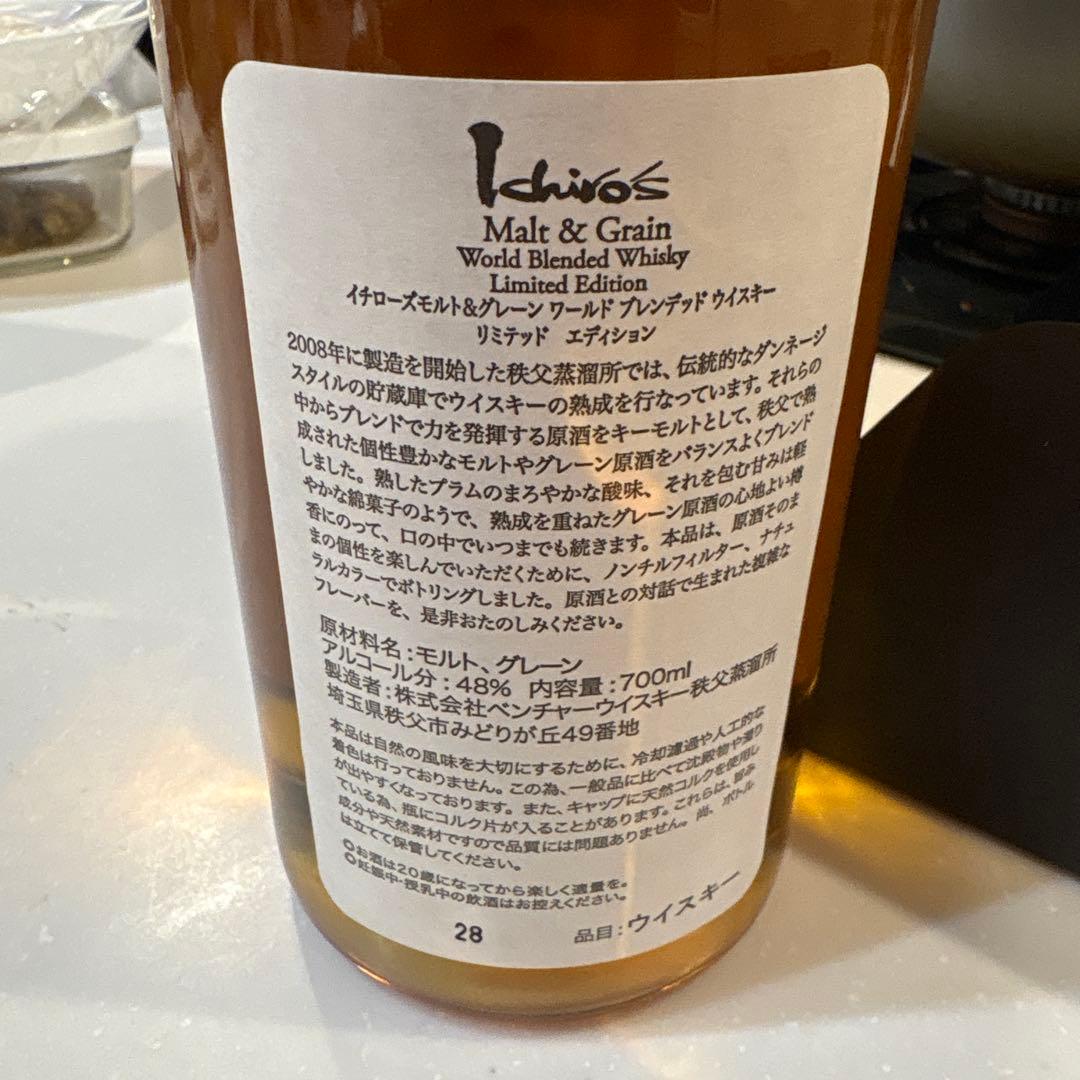 Ichiro's
Malt & Grain
World Blended Whisky
Limited Edition
イチローズモルト&グレーン ワールド ブレンデッド ウイスキー
リミテッド エディション
2008年に製造を開始した秩父蒸溜所では、伝統的なダンネージ
スタイルの貯蔵庫でウイスキーの熟成を行なっています。それらの
中からブレンドで力を発揮する原酒をキーモルトとして、秩父で熟
成された個性豊かなモルトやグレーン原酒をバランスよくブレンド
しました。熟したプラムのまろやかな酸味、それを包む甘みは軽
やかな綿菓子のようで、熟成を重ねたグレーン原酒の心地よい樽
香にのって、口の中でいつまでも続きます。本品は、原酒そのま
まの個性を楽しんでいただくために、ノンチルフィルター、ナチュ
ラルカラーでボトリングしました。原酒との対話で生まれた複雑な
フレーバーを、是非おたのしみください。
原材料名:モルト、グレーン
アルコール分:48% 内容量:700ml
製造者:株式会社ベンチャーウイスキー秩父蒸溜所
埼玉県秩父市みどりが丘49番地
本品は自然の風味を大切にするために、冷却濾過や人工的な
着色は行っておりません。この為、一般品に比べて沈殿物や濁り
が出やすくなっております。また、キャップに天然コルクを使用し
ている為、瓶にコルク片が入ることがあります。これらは、旨み
成分や天然素材ですので品質には問題ありません。尚、ボトル
は立てて保管してください。
◎お酒は20歳になってから楽しく適量を。
◎妊娠中・授乳中の飲酒はお控えください。
28 品目:ウイスキー